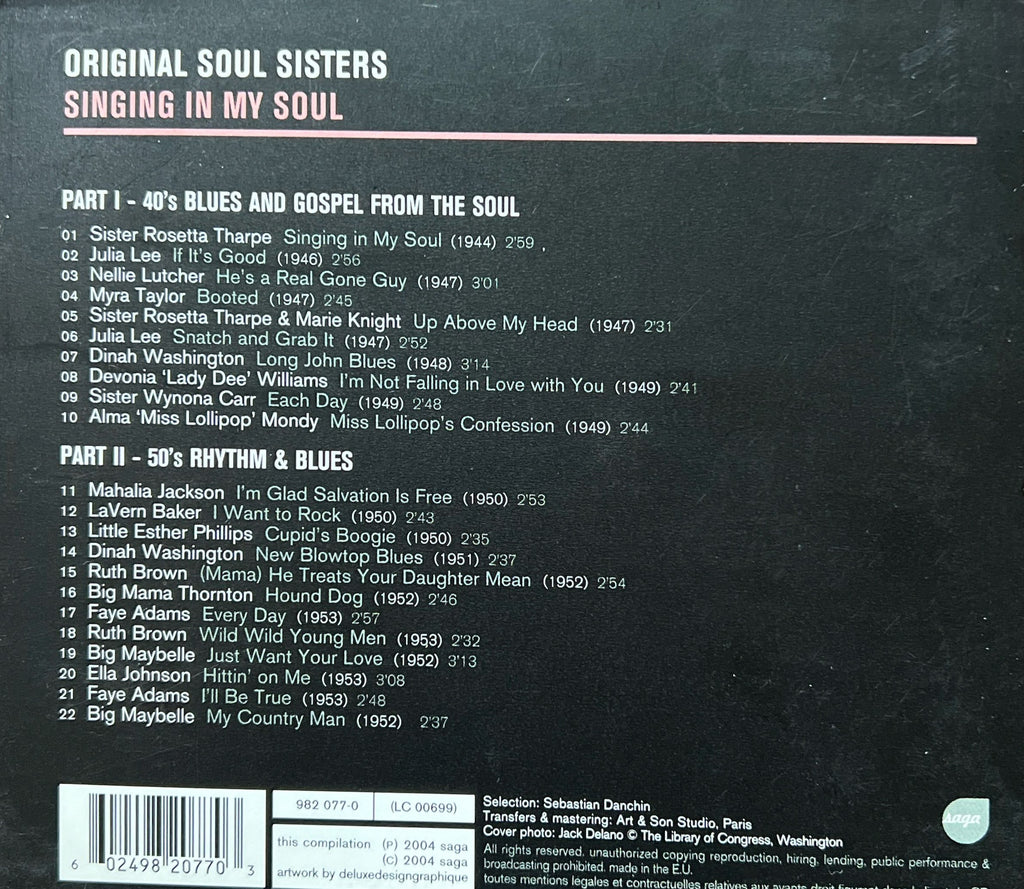 ORIGINAL SOUL SISTERS
SINGING IN MY SOUL
PART I - 40's BLUES AND GOSPEL FROM THE SOUL
01 Sister Rosetta Tharpe Singing in My Soul (1944) 2'59
02 Julia Lee If It's Good (1946) 2'56
03 Nellie Lutcher He's a Real Gone Guy (1947) 3'01
04 Myra Taylor Booted (1947) 2'45
05 Sister Rosetta Tharpe & Marie Knight Up Above My Head (1947) 2'31
06 Julia Lee Snatch and Grab It (1947) 2'52
07 Dinah Washington Long John Blues (1948) 3'14
08 Devonia 'Lady Dee' Williams I'm Not Falling in Love with You (1949) 2'41
09 Sister Wynona Carr Each Day (1949) 2'48
10 Alma 'Miss Lollipop' Mondy Miss Lollipop's Confession (1949) 2'44
PART II - 50's RHYTHM & BLUES
11 Mahalia Jackson I'm Glad Salvation Is Free (1950) 2'53
12 LaVern Baker I Want to Rock (1950) 2'43
13 Little Esther Phillips Cupid's Boogie (1950) 2'35
14 Dinah Washington New Blowtop Blues (1951) 2'37
15 Ruth Brown (Mama) He Treats Your Daughter Mean (1952) 2'54
16 Big Mama Thornton Hound Dog (1952) 2'46
17 Faye Adams Every Day (1953) 2'57
18 Ruth Brown Wild Wild Young Men (1953) 2'32
19 Big Maybelle Just Want Your Love (1952) 3'13
20 Ella Johnson Hittin' on Me (1953) 3'08
21 Faye Adams I'll Be True (1953) 2'48
22 Big Maybelle My Country Man (1952) 2'37
6 02498 20770 3
982 077-0 (LC 00699)
this compilation (P) 2004 saga
(C) 2004 saga
artwork by deluxedesigngraphique
Selection: Sebastian Danchin
Transfers & mastering: Art & Son Studio, Paris
Cover photo: Jack Delano © The Library of Congress, Washington
All rights reserved. unauthorized copying reproduction, hiring, lending, public performance &
broadcasting prohibited. made in the E.U.
toutes mentions legales et contractuelles relatives aux ayants droit
saga